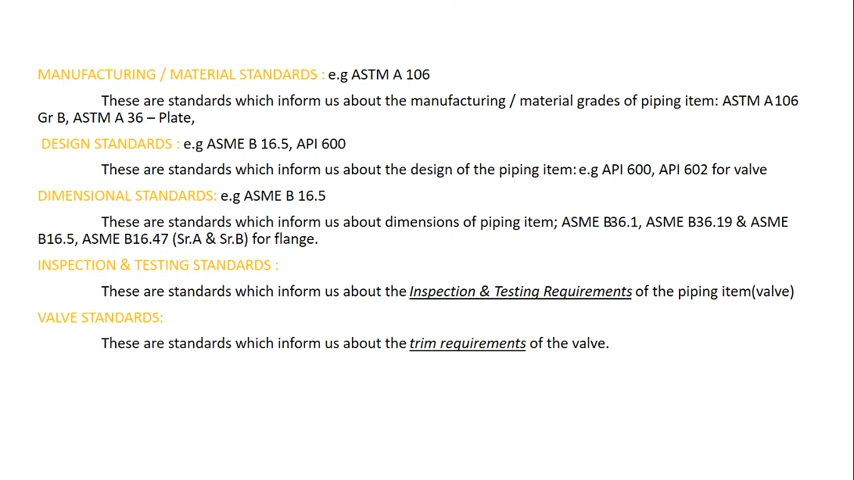 MANUFACTURING / MATERIAL STANDARDS : e.g ASTM A 106
These are standards which inform us about the manufacturing / material grades of piping item: ASTM A106
Gr B, ASTM A 36 – Plate,
DESIGN STANDARDS : e.g ASME B 16.5, API 600
These are standards which inform us about the design of the piping item: e.g API 600, API 602 for valve
DIMENSIONAL STANDARDS: e.g ASME B 16.5
These are standards which inform us about dimensions of piping item; ASME B36.1, ASME B36.19 & ASME
B16.5, ASME B16.47 (Sr.A & Sr.B) for flange.
INSPECTION & TESTING STANDARDS :
These are standards which inform us about the Inspection & Testing Requirements of the piping item(valve)
VALVE STANDARDS:
These are standards which inform us about the trim requirements of the valve.